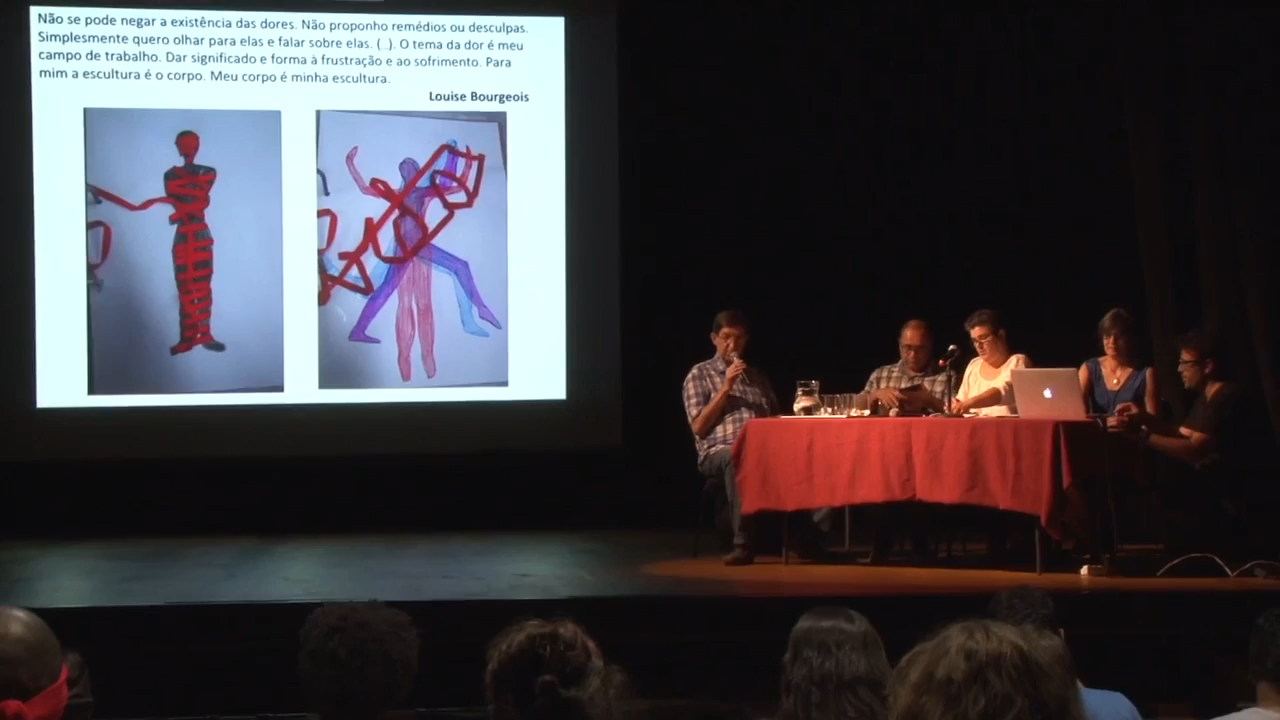 Não se pode negar a existência das dores. Não proponho remédios ou desculpas.
Simplesmente quero olhar para elas e falar sobre elas. (...). O tema da dor é meu
campo de trabalho. Dar significado e forma à frustração e ao sofrimento. Para
mim a escultura é o corpo. Meu corpo é minha escultura.
Louise Bourgeois